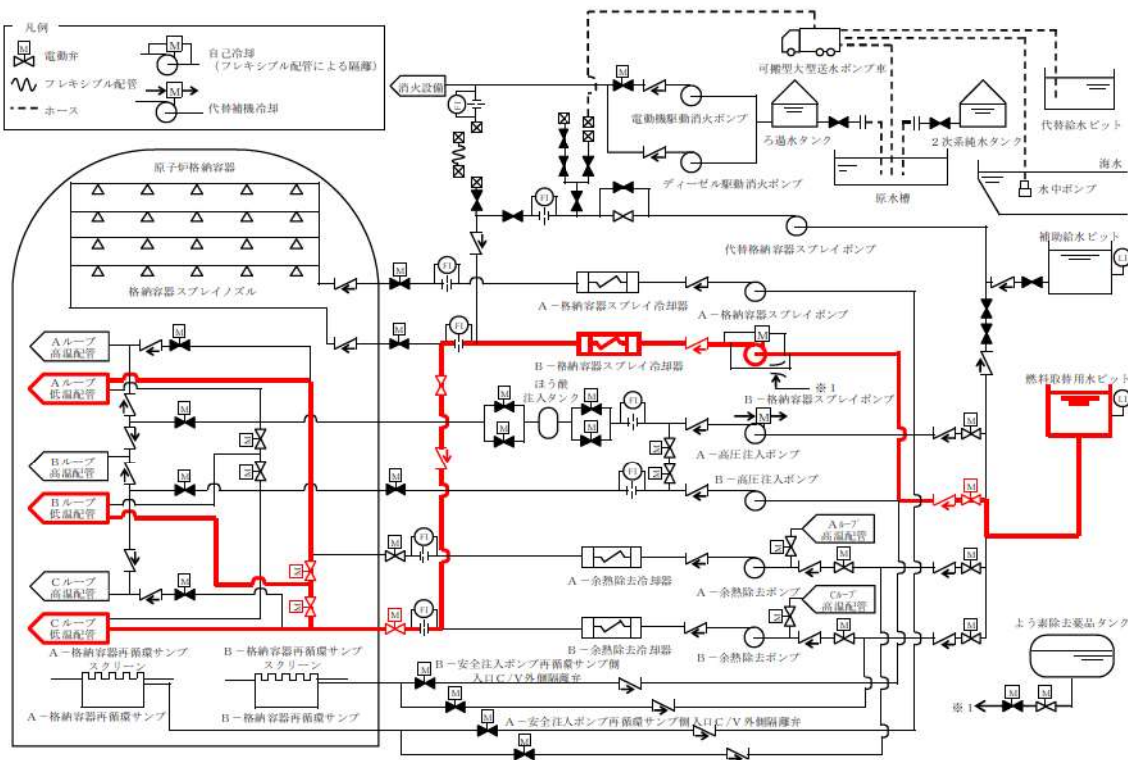 凡例
M
電動弁
フレキシブル配管
ホース
M
自己冷却
(フレキシブル配管による隔離)
M
代替補機冷却
消火設備
M
電動機駆動消火ポンプ
ディーゼル駆動消火ポンプ
可搬型大型送水ポンプ車
ろ過水タンク
2次系純水タンク
原水槽
代替給水ピット
海水
水中ポンプ
FI
代替格納容器スプレイポンプ
補助給水ピット
LI
原子炉格納容器
格納容器スプレイノズル
M
FI
A-格納容器スプレイ冷却器
A-格納容器スプレイポンプ
M
FI
B-格納容器スプレイ冷却器
M
※1
B-格納容器スプレイポンプ
燃料取替用水ピット
LI
Aループ
高温配管
M
Aループ
低温配管
M
M
ほう酸
注入タンク
M
M
M
M
FI
M
A-高圧注入ポンプ
M
Bループ
高温配管
M
M
M
M
M
FI
B-高圧注入ポンプ
Bループ
低温配管
M
M
FI
A-余熱除去冷却器
A-余熱除去ポンプ
Aループ
高温配管
M
M
M
Cループ
高温配管
M
M
M
Cループ
低温配管
M
FI
B-余熱除去冷却器
B-余熱除去ポンプ
Cループ
高温配管
M
M
M
よう素除去薬品タンク
M
M
※1
A-格納容器再循環サンプ
スクリーン
A-格納容器再循環サンプ
B-格納容器再循環サンプ
スクリーン
B-格納容器再循環サンプ
B-安全注入ポンプ再循環サンプ側
入口C/V外側隔離弁
M
M
A-安全注入ポンプ再循環サンプ側入口C/V外側隔離弁
M
M